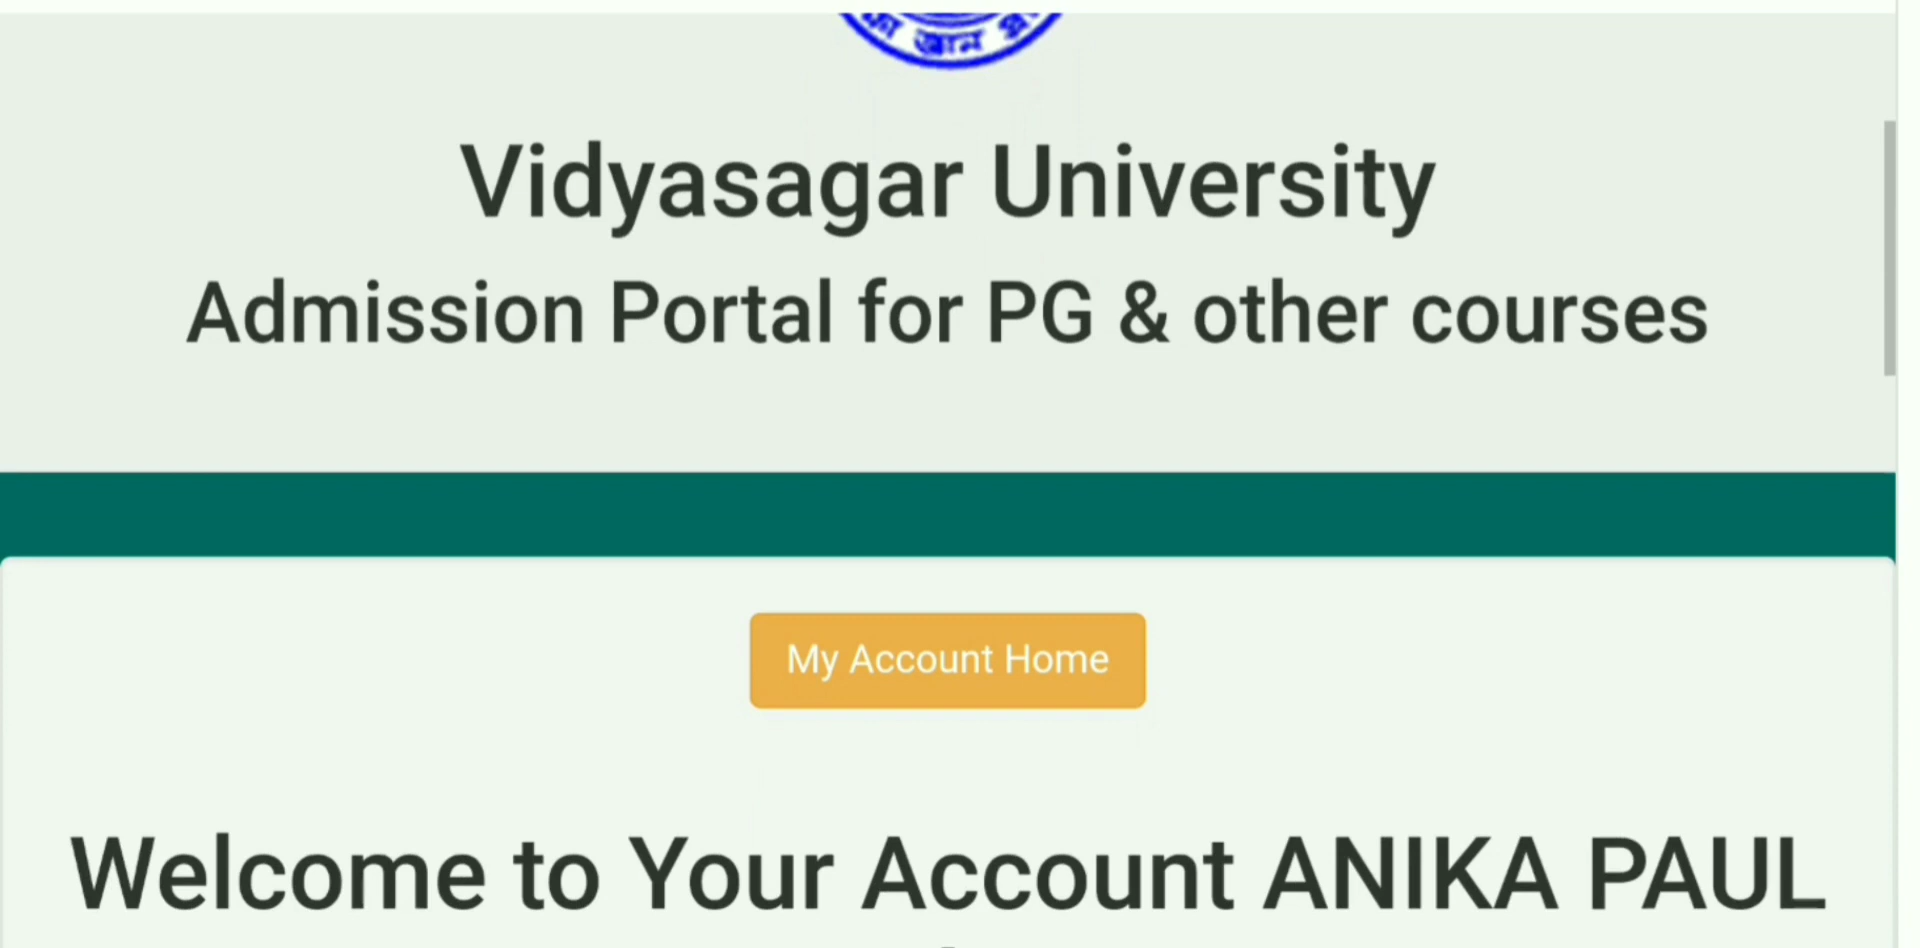 জ্ঞান
Vidyasagar University
Admission Portal for PG & other courses
My Account Home
Welcome to Your Account ANIKA PAUL